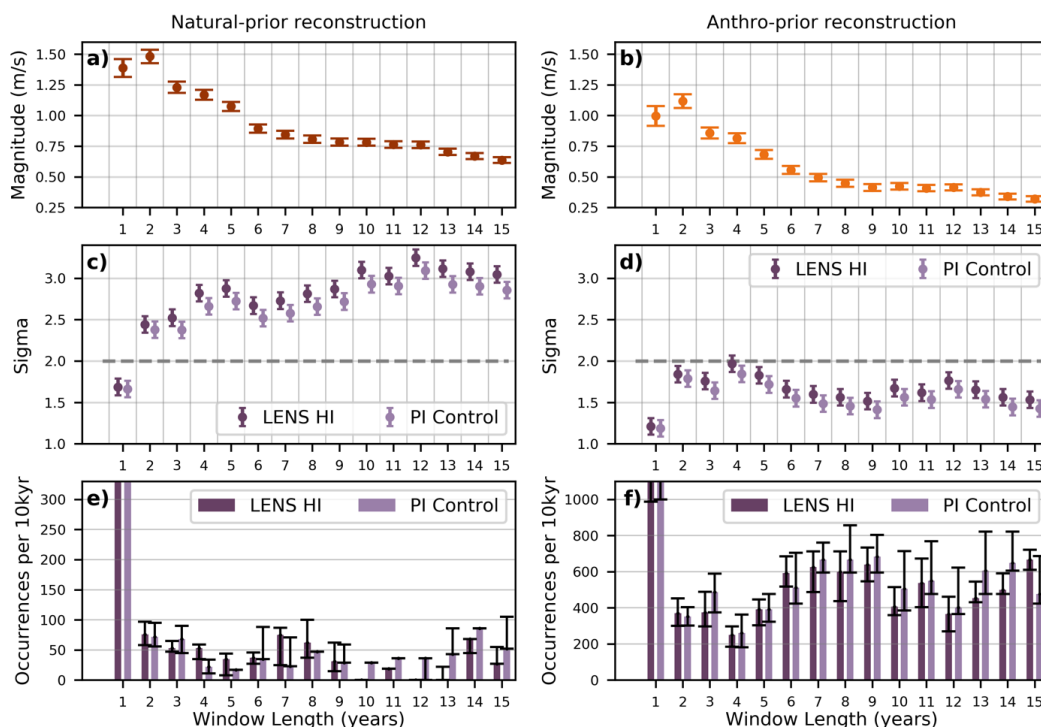 Natural-prior reconstruction
Anthro-prior reconstruction
a)
Magnitude (m/s)
1.50
1.25
1.00
0.75
0.50
0.25
1 2 3 4 5 6 7 8 9 10 11 12 13 14 15
b)
Magnitude (m/s)
1.50
1.25
1.00
0.75
0.50
0.25
1 2 3 4 5 6 7 8 9 10 11 12 13 14 15
c)
Sigma
3.0
2.5
2.0
1.5
1.0
LENS HI PI Control
1 2 3 4 5 6 7 8 9 10 11 12 13 14 15
d)
Sigma
3.0
2.5
2.0
1.5
1.0
LENS HI PI Control
1 2 3 4 5 6 7 8 9 10 11 12 13 14 15
e)
Occurrences per 10kyr
300
250
200
150
100
50
0
LENS HI PI Control
1 2 3 4 5 6 7 8 9 10 11 12 13 14 15
Window Length (years)
f)
Occurrences per 10kyr
1000
800
600
400
200
0
LENS HI PI Control
1 2 3 4 5 6 7 8 9 10 11 12 13 14 15
Window Length (years)